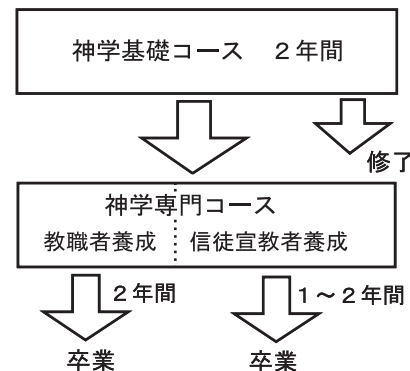 神学基礎コース　２年間
修了
神学専門コース
教職者養成　信徒宣教者養成
２年間　１～２年間
卒業　卒業